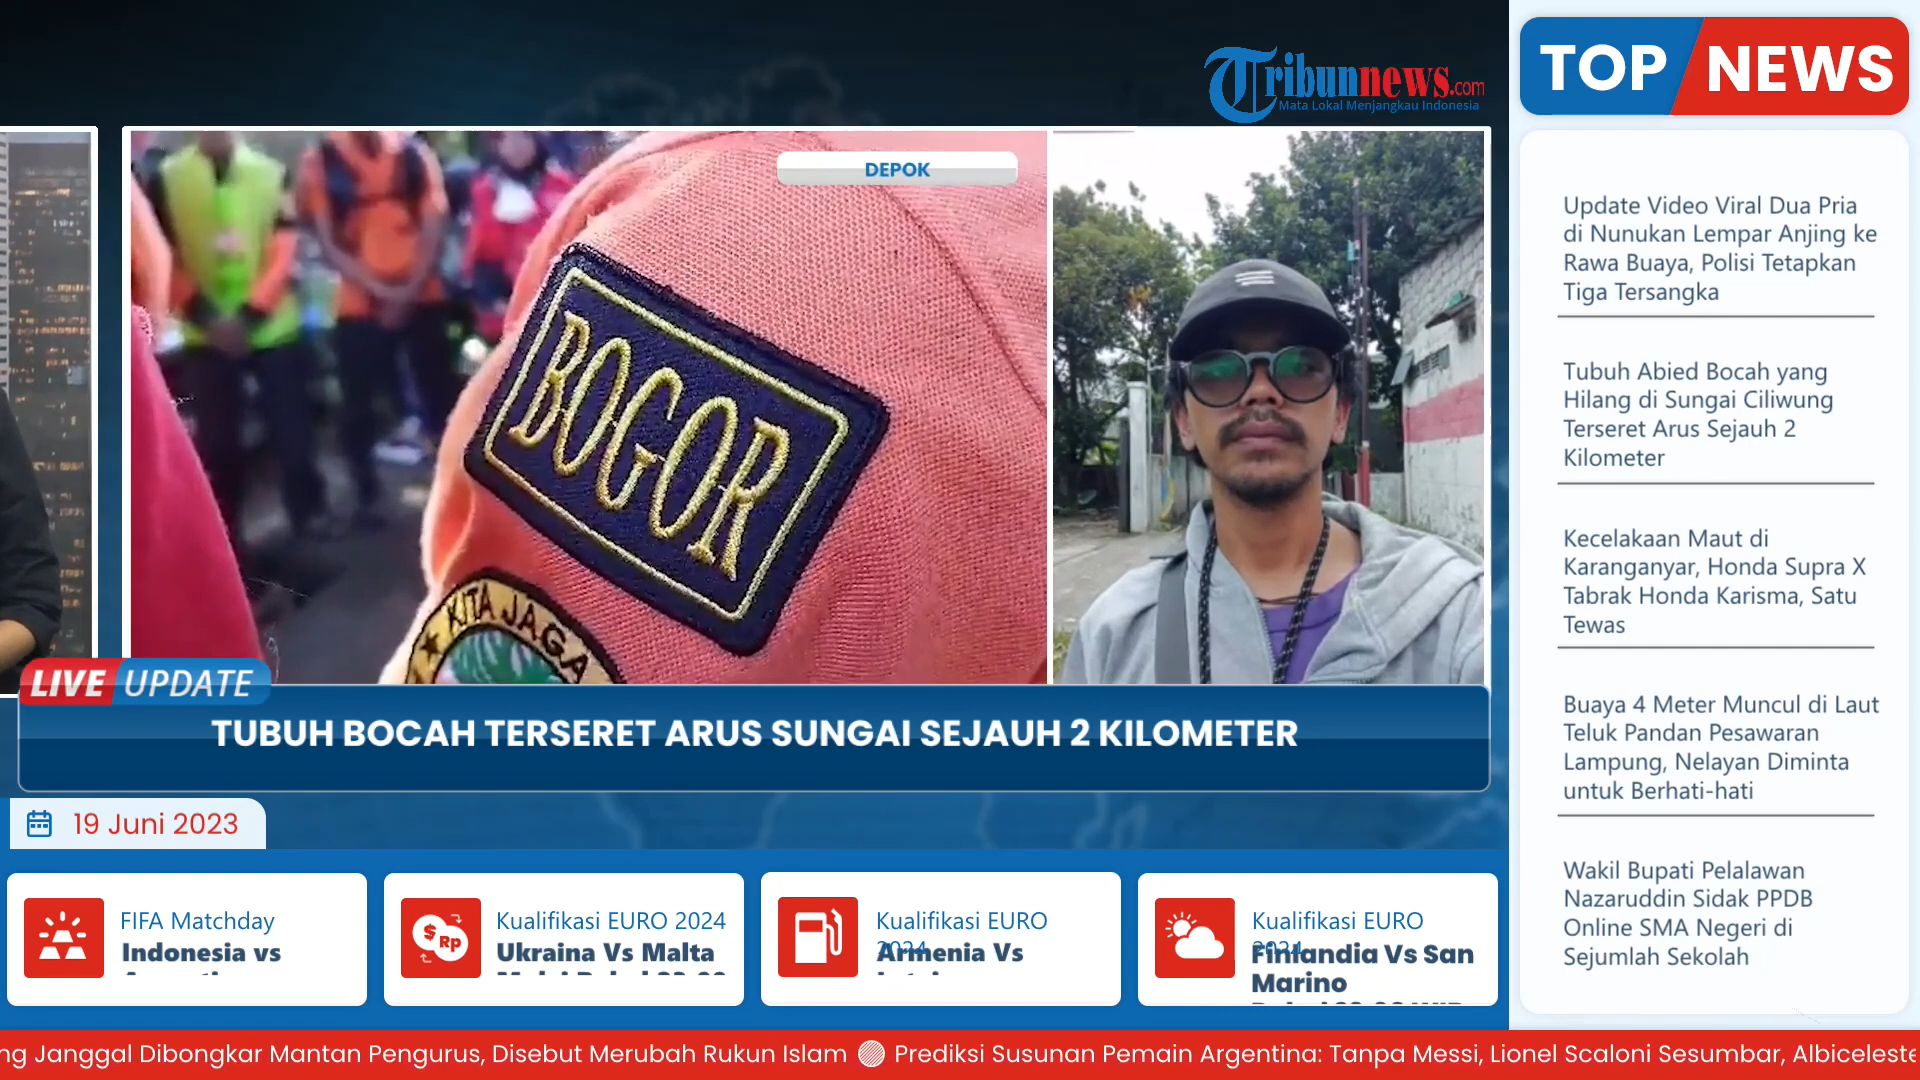 Tribunnews.com
Mata Lokal Menjangkau Indonesia
TOP NEWS
DEPOK
BOGOR
KITA JAGA
LIVE UPDATE
TUBUH BOCAH TERSERET ARUS SUNGAI SEJAUH 2 KILOMETER
19 Juni 2023
FIFA Matchday
Indonesia vs
Kualifikasi EURO 2024
Ukraina Vs Malta
Kualifikasi EURO
2024
Armenia Vs
Kualifikasi EURO
2024
Finlandia Vs San
Marino
Update Video Viral Dua Pria
di Nunukan Lempar Anjing ke
Rawa Buaya, Polisi Tetapkan
Tiga Tersangka
Tubuh Abied Bocah yang
Hilang di Sungai Ciliwung
Terseret Arus Sejauh 2
Kilometer
Kecelakaan Maut di
Karanganyar, Honda Supra X
Tabrak Honda Karisma, Satu
Tewas
Buaya 4 Meter Muncul di Laut
Teluk Pandan Pesawaran
Lampung, Nelayan Diminta
untuk Berhati-hati
Wakil Bupati Pelalawan
Nazaruddin Sidak PPDB
Online SMA Negeri di
Sejumlah Sekolah
ng Janggal Dibongkar Mantan Pengurus, Disebut Merubah Rukun Islam Prediksi Susunan Pemain Argentina: Tanpa Messi, Lionel Scaloni Sesumbar, Albiceleste